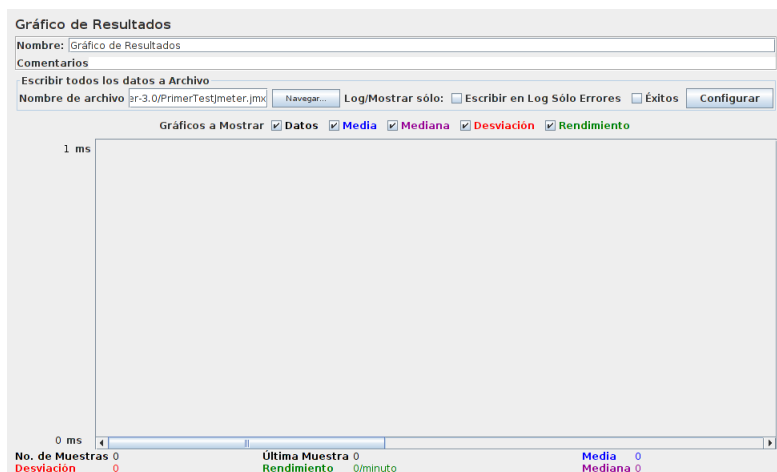 Gráfico de Resultados
Nombre: Gráfico de Resultados
Comentarios
Escribir todos los datos a Archivo
Nombre de archivo er-3.0/PrimerTestJmeter.jmx Navegar... Log/Mostrar sólo: Escribir en Log Sólo Errores Éxitos Configurar
Gráficos a Mostrar Datos Media Mediana Desviación Rendimiento
1 ms
0 ms
No. de Muestras 0 Última Muestra 0 Media 0
Desviación 0 Rendimiento 0/minuto Mediana 0